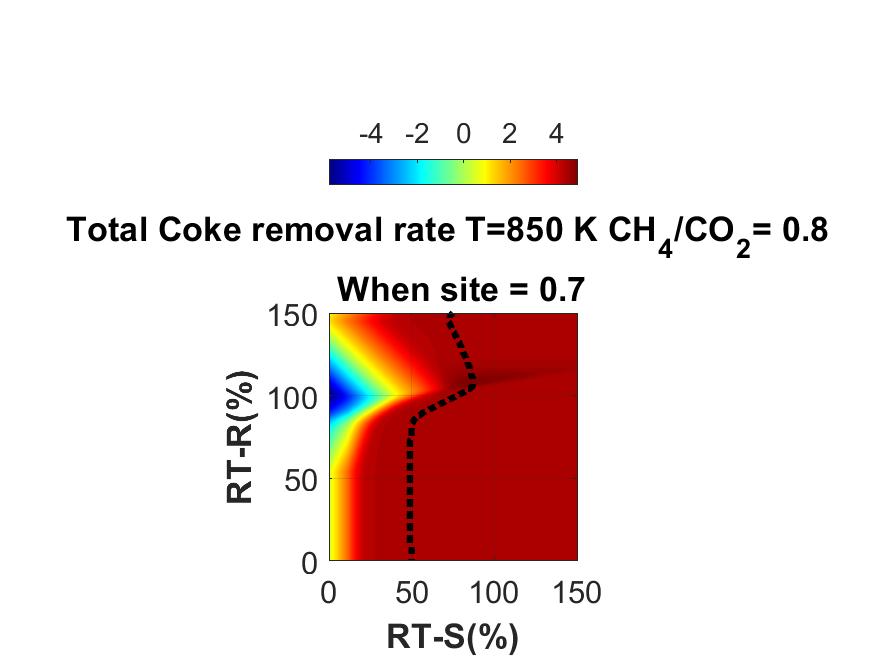 -4 -2 0 2 4
Total Coke removal rate T=850 K CH4/CO2= 0.8
When site = 0.7
150
100
50
0
RT-R(%)
0 50 100 150
RT-S(%)